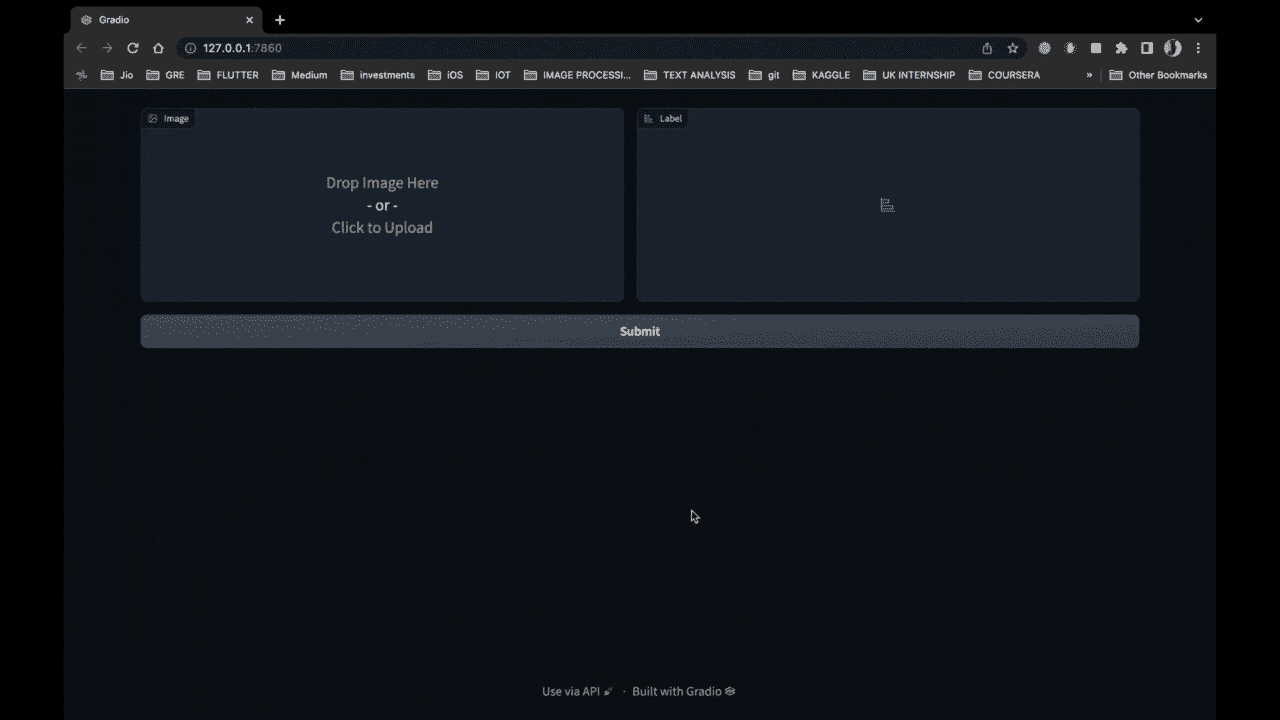 Gradio
127.0.0.1:7860
Jio GRE FLUTTER Medium investments iOS IOT IMAGE PROCESSI... TEXT ANALYSIS git KAGGLE UK INTERNSHIP COURSERA » Other Bookmarks
Image
Label
Drop Image Here
- or -
Click to Upload
Submit
Use via API · Built with Gradio